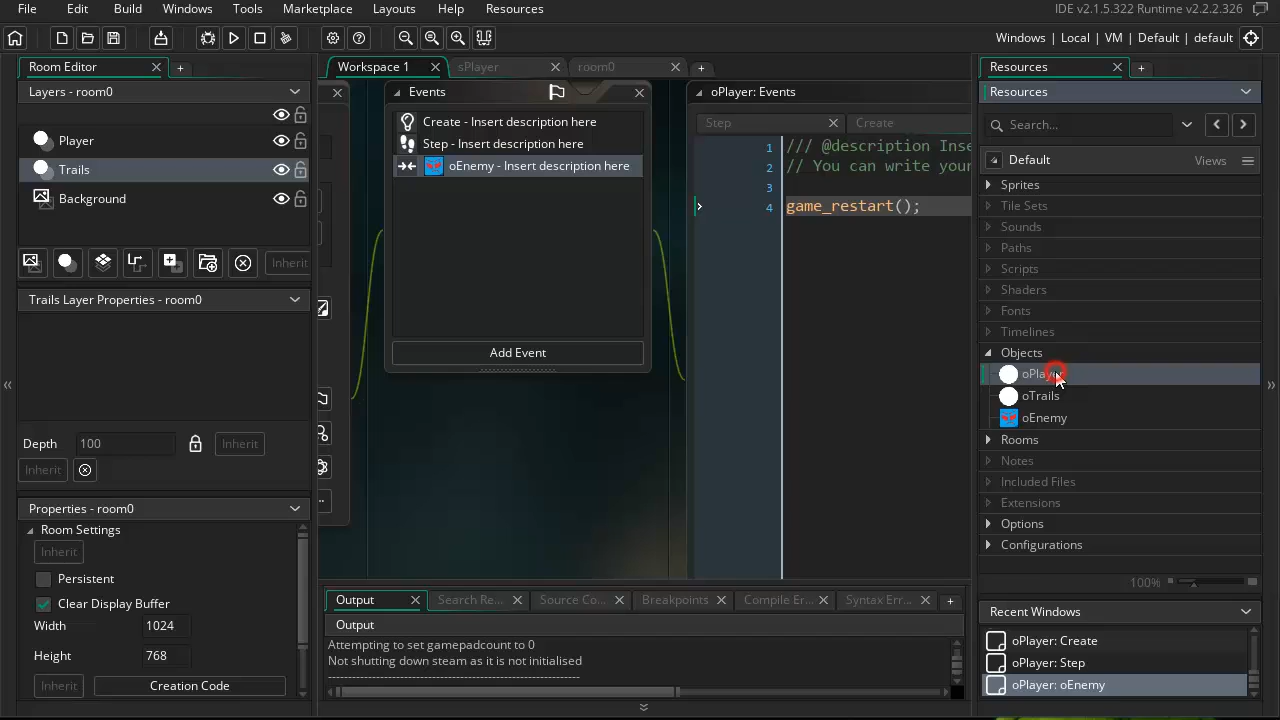 File Edit Build Windows Tools Marketplace Layouts Help Resources
IDE v2.1.5.322 Runtime v2.2.2.326
Windows | Local | VM | Default | default
Room Editor
Layers - room0
Player
Trails
Background
Inherit
Trails Layer Properties - room0
Depth 100 Inherit
Inherit
Properties - room0
Room Settings
Inherit
Persistent
Clear Display Buffer
Width 1024
Height 768
Inherit Creation Code
Workspace 1 sPlayer room0
Events
Create - Insert description here
Step - Insert description here
oEnemy - Insert description here
Add Event
oPlayer: Events
Step Create
1 /// @description Inse
2 // You can write your
3
4 game_restart();
Output Search Re... Source Co... Breakpoints Compile Er... Syntax Err...
Output
Attempting to set gamepadcount to 0
Not shutting down steam as it is not initialised
Resources
Resources
Search...
Default Views
Sprites
Tile Sets
Sounds
Paths
Scripts
Shaders
Fonts
Timelines
Objects
oPlayer
oTrails
oEnemy
Rooms
Notes
Included Files
Extensions
Options
Configurations
100%
Recent Windows
oPlayer: Create
oPlayer: Step
oPlayer: oEnemy